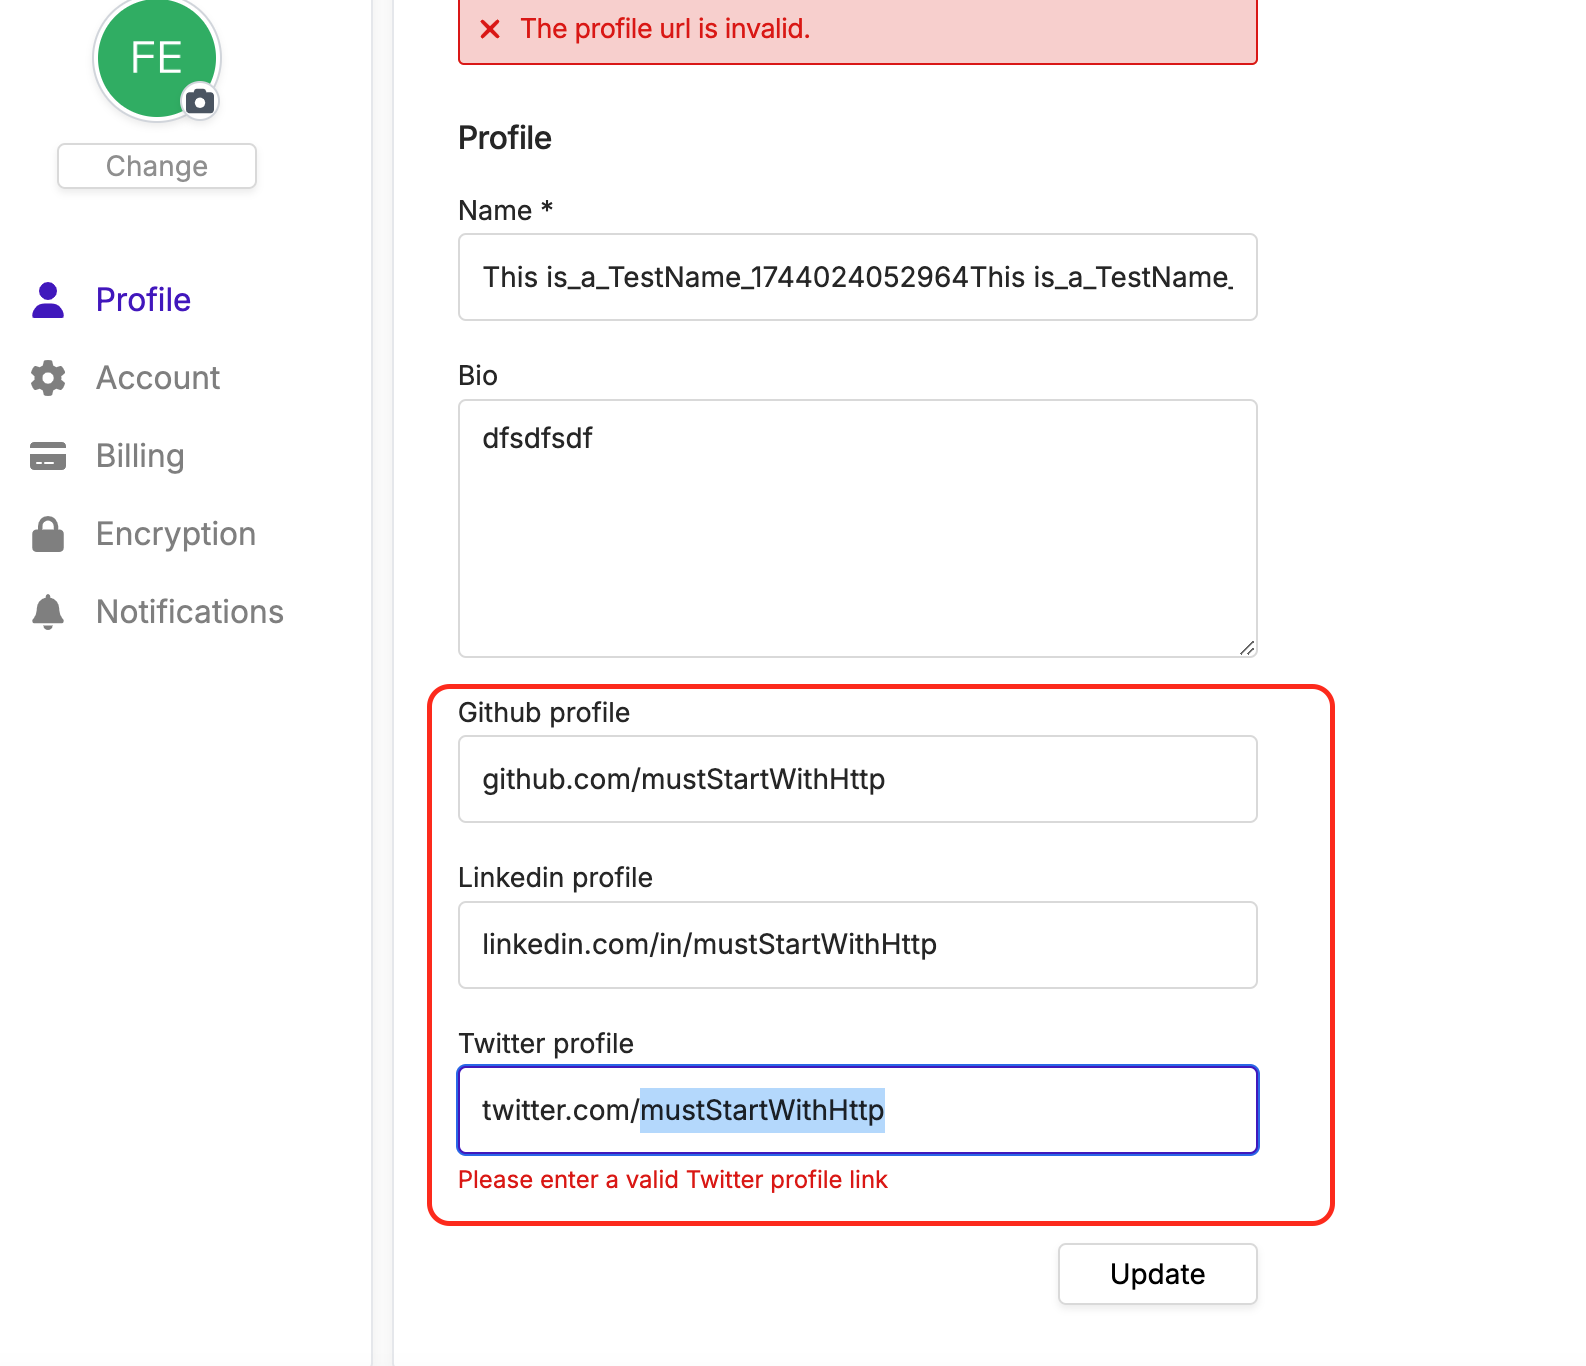 FE
Change
Profile
Account
Billing
Encryption
Notifications
The profile url is invalid.
Profile
Name *
This is_a_TestName_1744024052964This is_a_TestName_
Bio
dfsdfsdf
Github profile
github.com/mustStartWithHttp
Linkedin profile
linkedin.com/in/mustStartWithHttp
Twitter profile
twitter.com/mustStartWithHttp
Please enter a valid Twitter profile link
Update